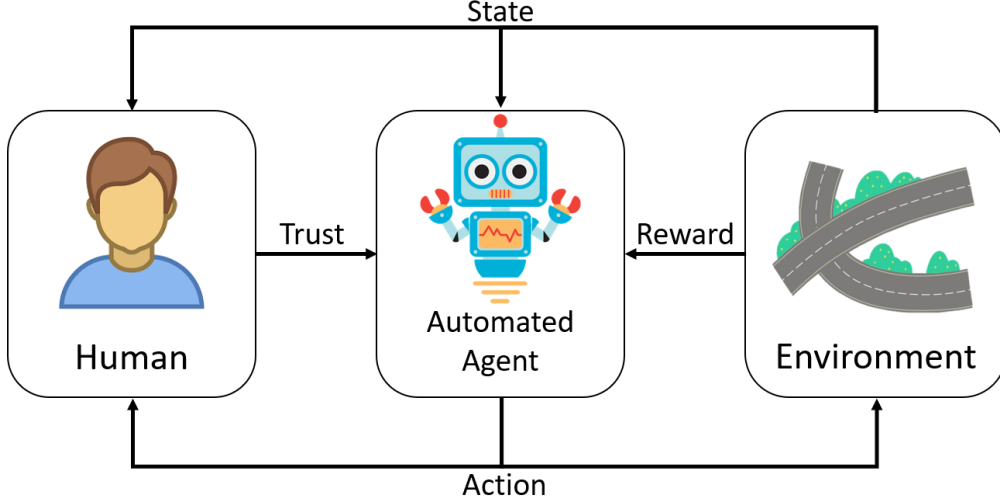 State
Trust
Reward
Automated
Agent
Human
Environment
Action